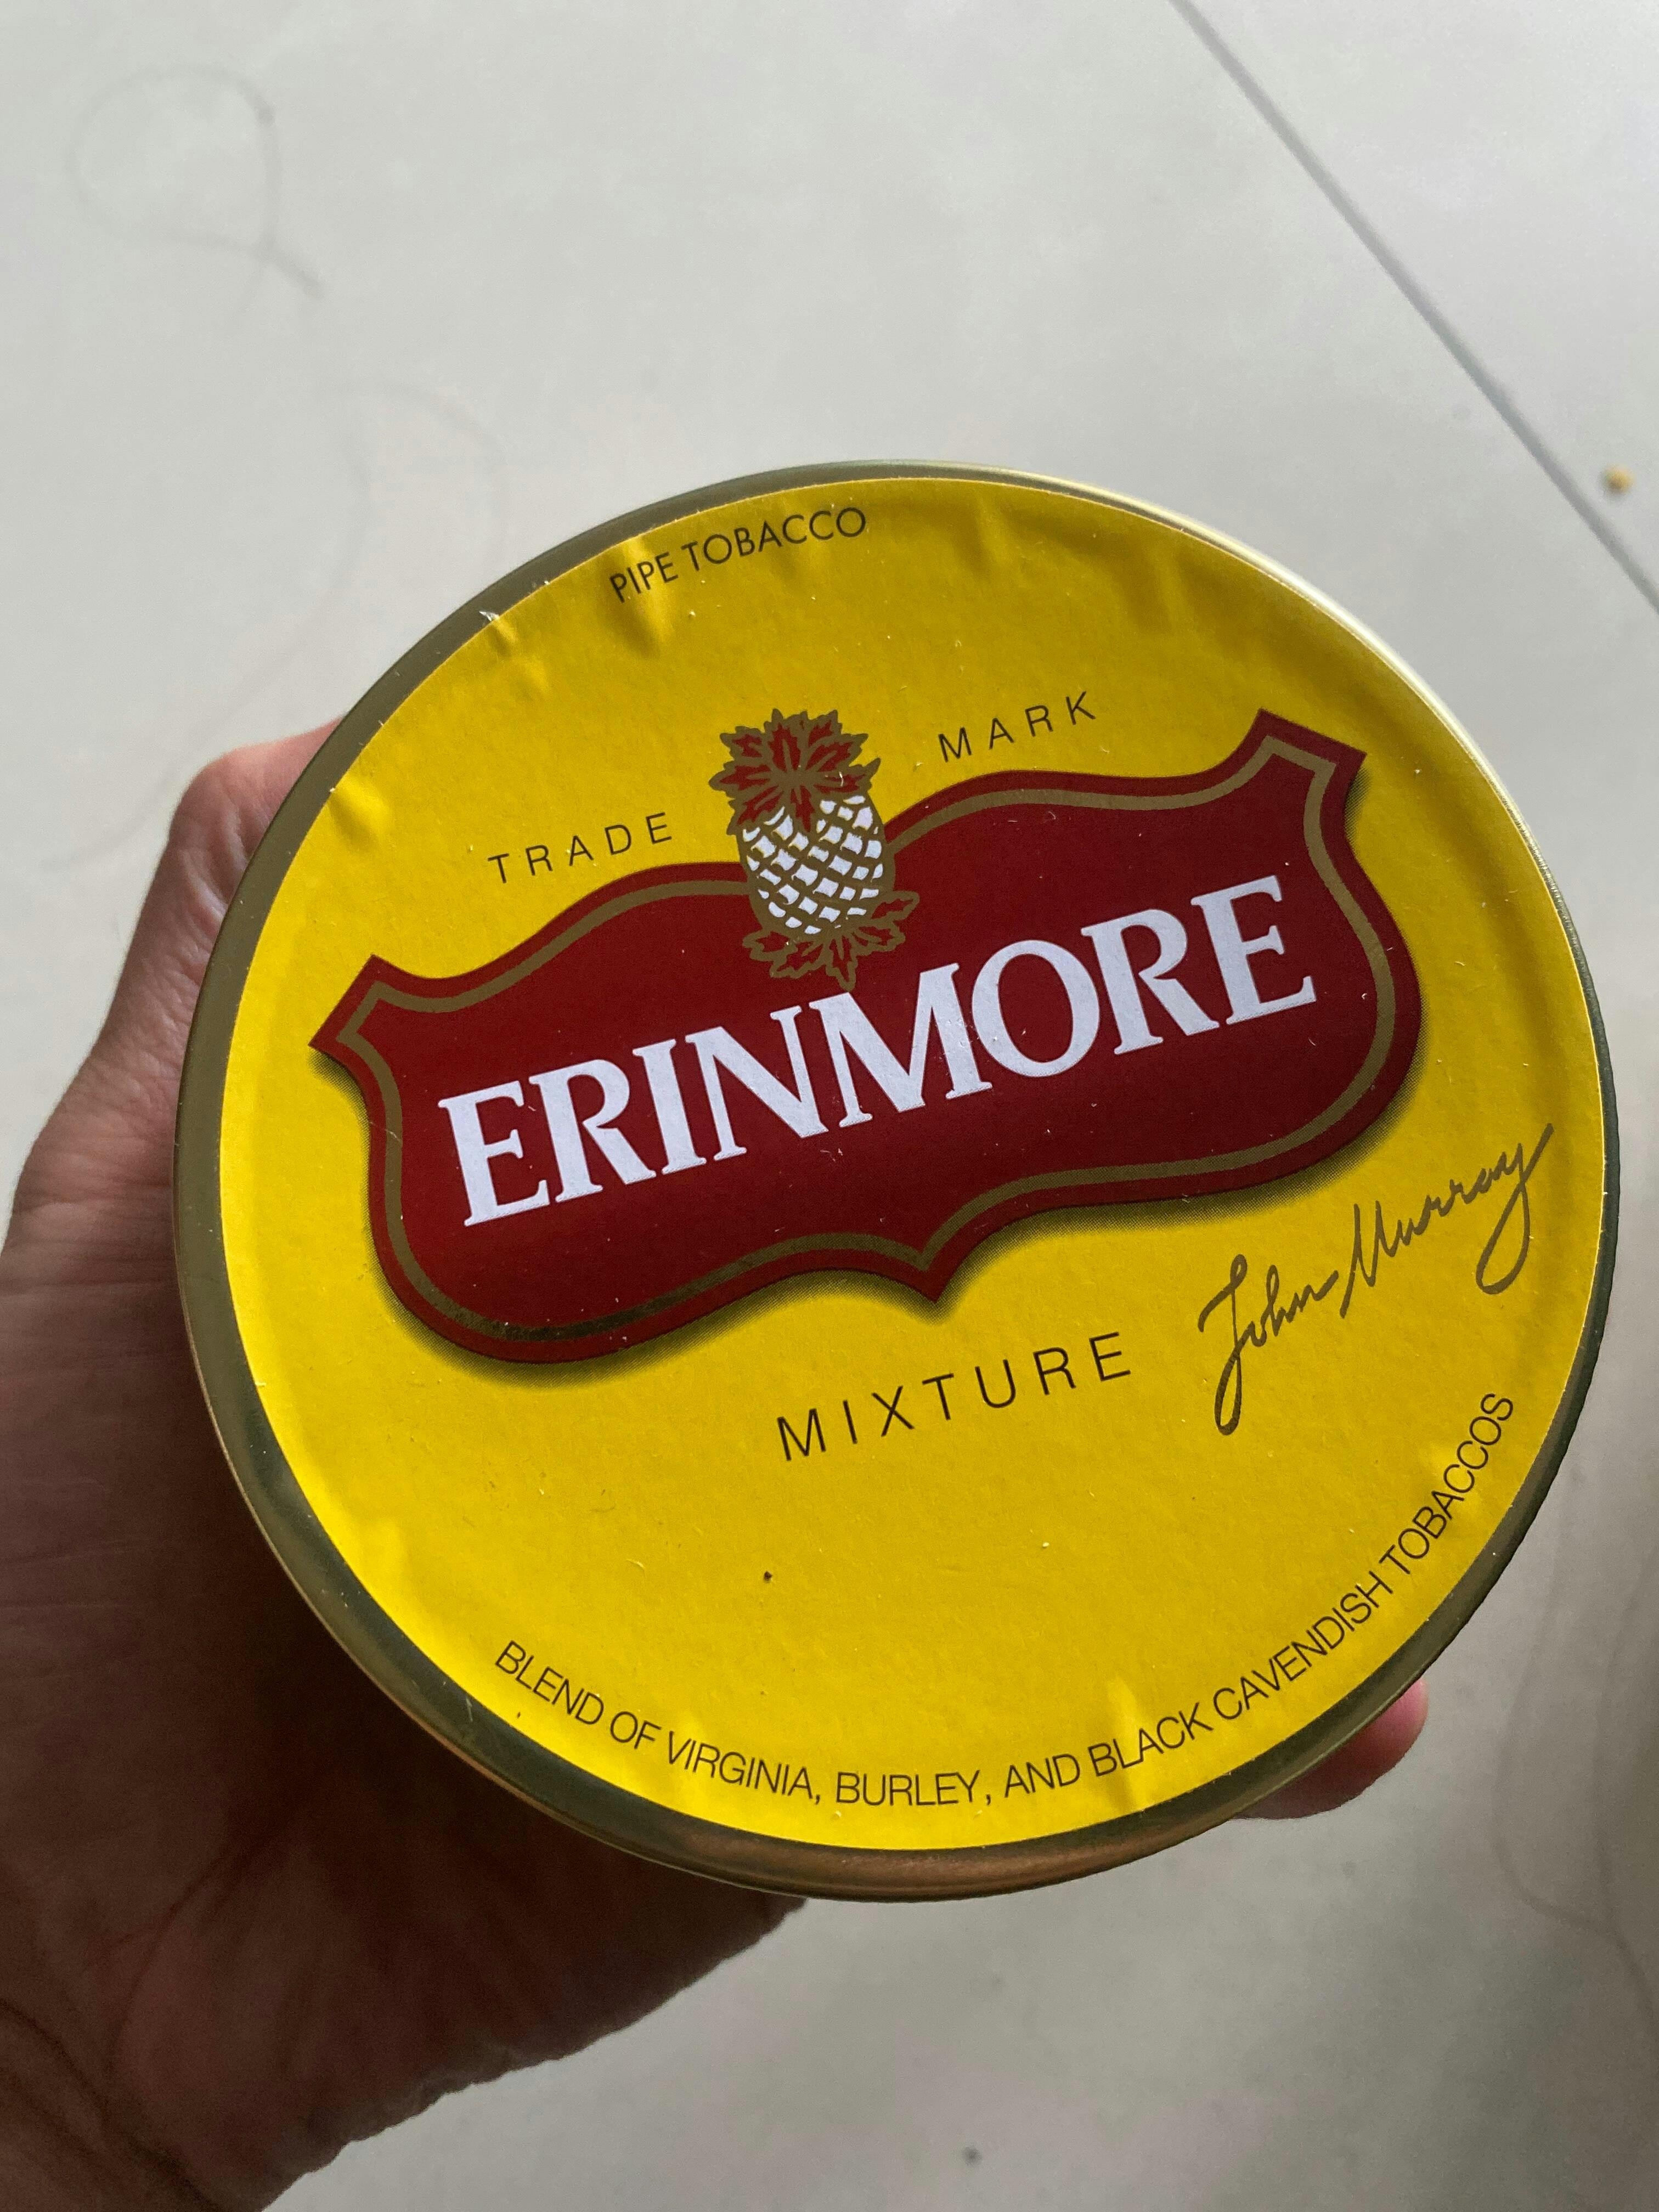 PIPE TOBACCO
TRADE MARK
ERINMORE
MIXTURE
John Murray
BLEND OF VIRGINIA, BURLEY, AND BLACK CAVENDISH TOBACCOS